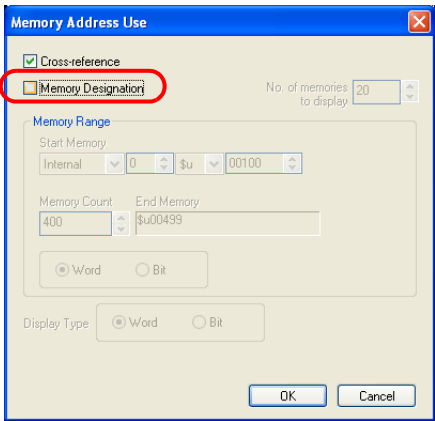 Memory Address Use
Cross-reference
Memory Designation
No. of memories
to display
20
Memory Range
Start Memory
Internal 0 $u 00100
Memory Count End Memory
400 $u00499
Word Bit
Display Type Word Bit
OK Cancel